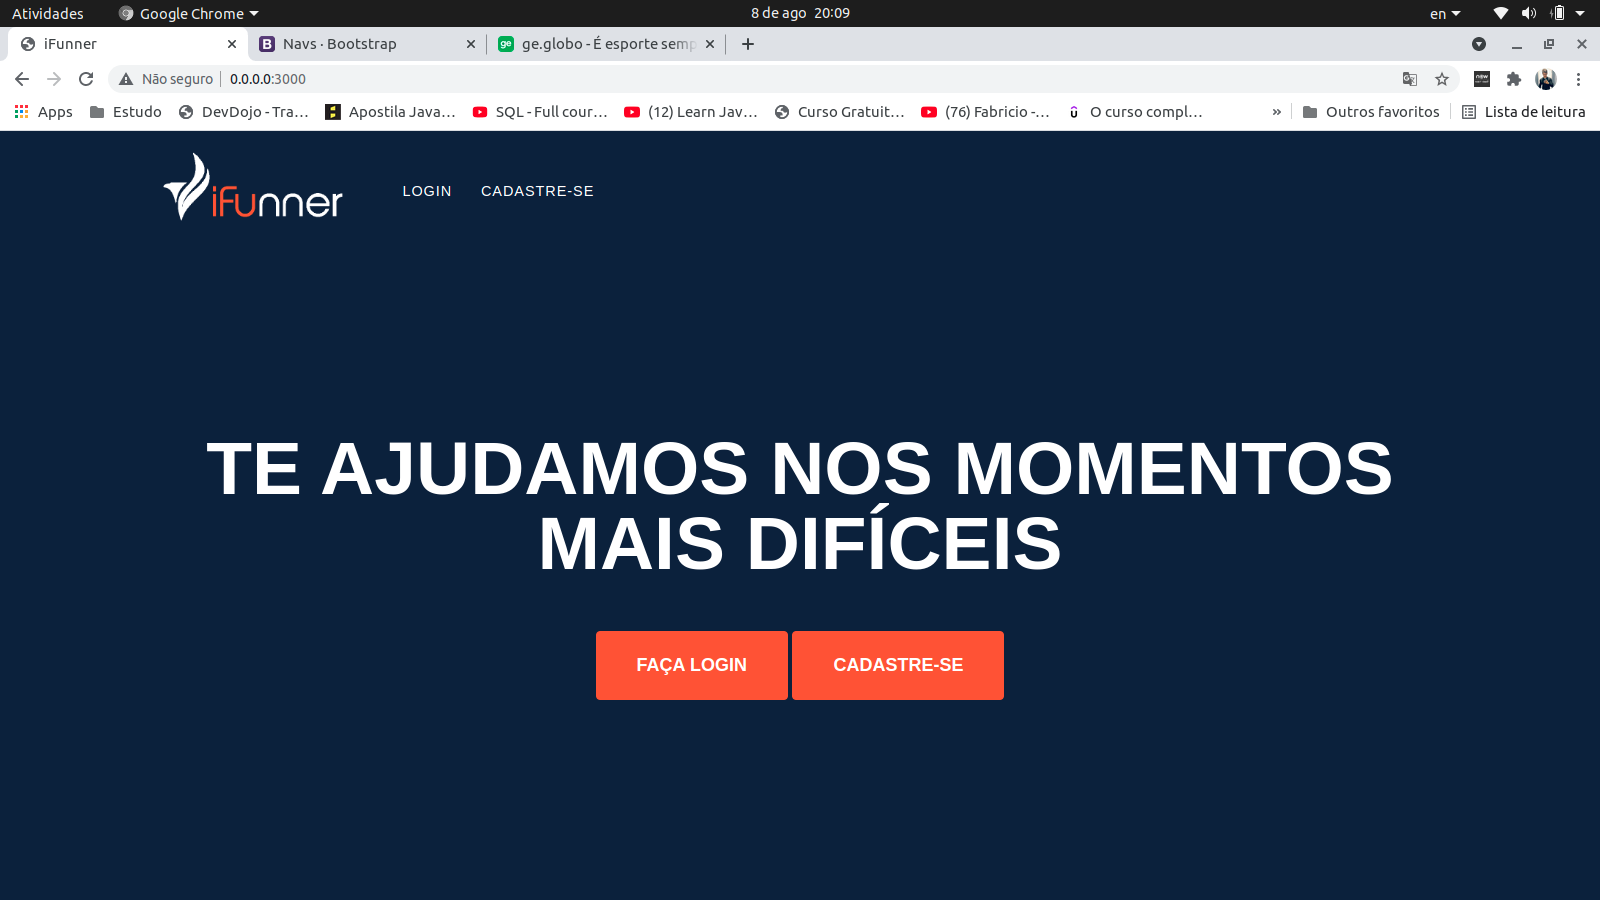 Atividades Google Chrome 8 de ago 20:09 en
iFunner Navs · Bootstrap ge.globo - É esporte semp
Não seguro 0.0.0.0:3000
Apps Estudo DevDojo - Tra... Apostila Java... SQL - Full cour... (12) Learn Jav... Curso Gratuit... (76) Fabricio -... O curso compl... » Outros favoritos Lista de leitura
iFunner LOGIN CADASTRE-SE
TE AJUDAMOS NOS MOMENTOS
MAIS DIFÍCEIS
FAÇA LOGIN CADASTRE-SE